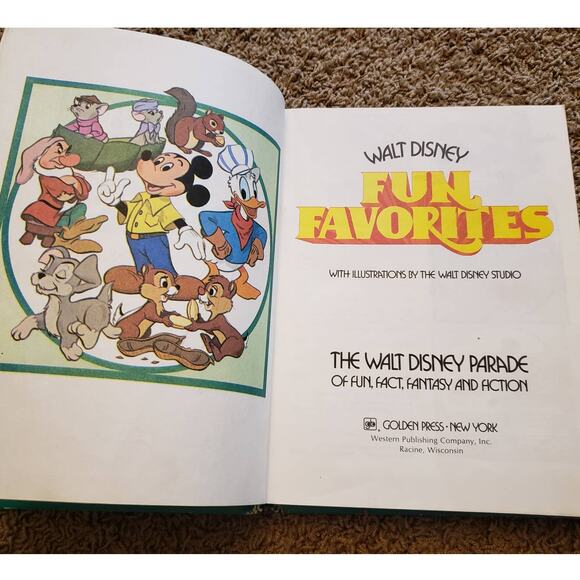 WALT DISNEY
FUN
FAVORITES
WITH ILLUSTRATIONS BY THE WALT DISNEY STUDIO
THE WALT DISNEY PARADE
OF FUN, FACT, FANTASY AND FICTION
GOLDEN PRESS • NEW YORK
Western Publishing Company, Inc.
Racine, Wisconsin